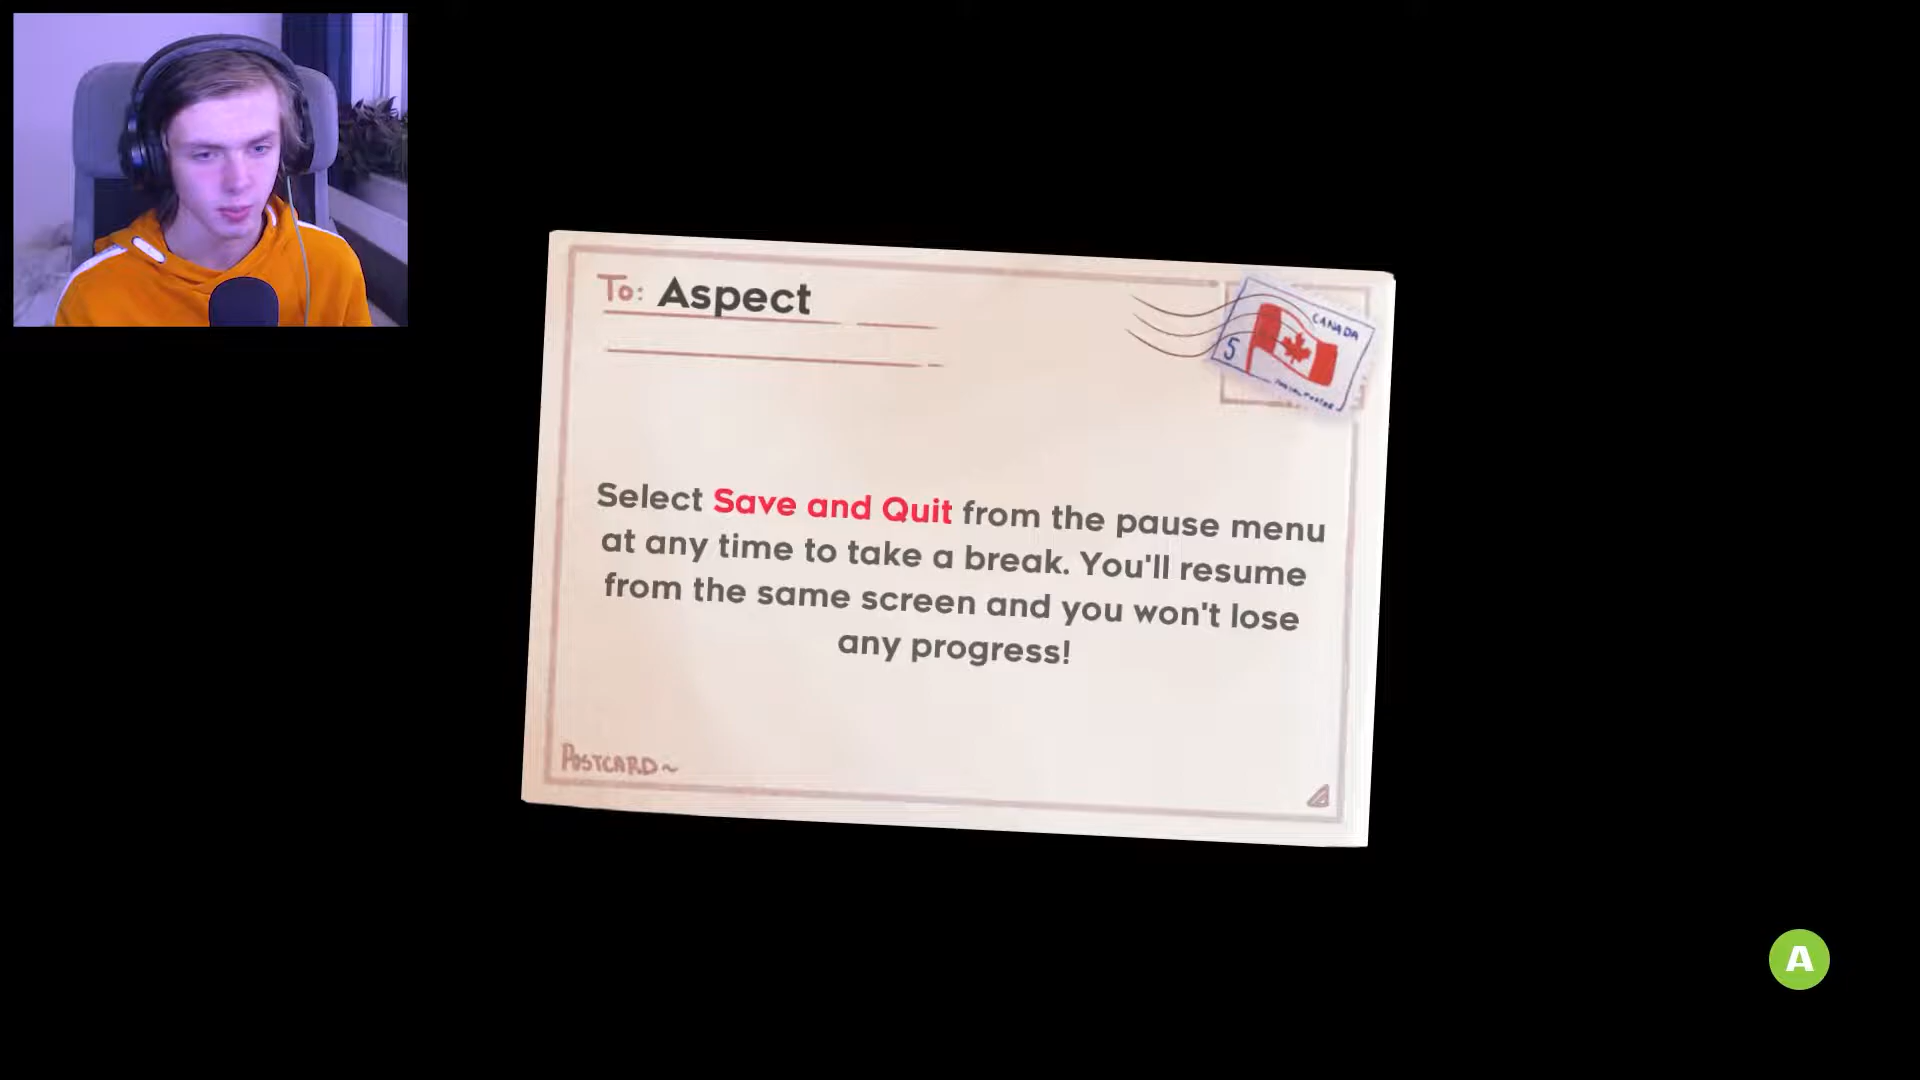 To: Aspect
CANADA
5
Select Save and Quit from the pause menu
at any time to take a break. You'll resume
from the same screen and you won't lose
any progress!
POSTCARD~
A